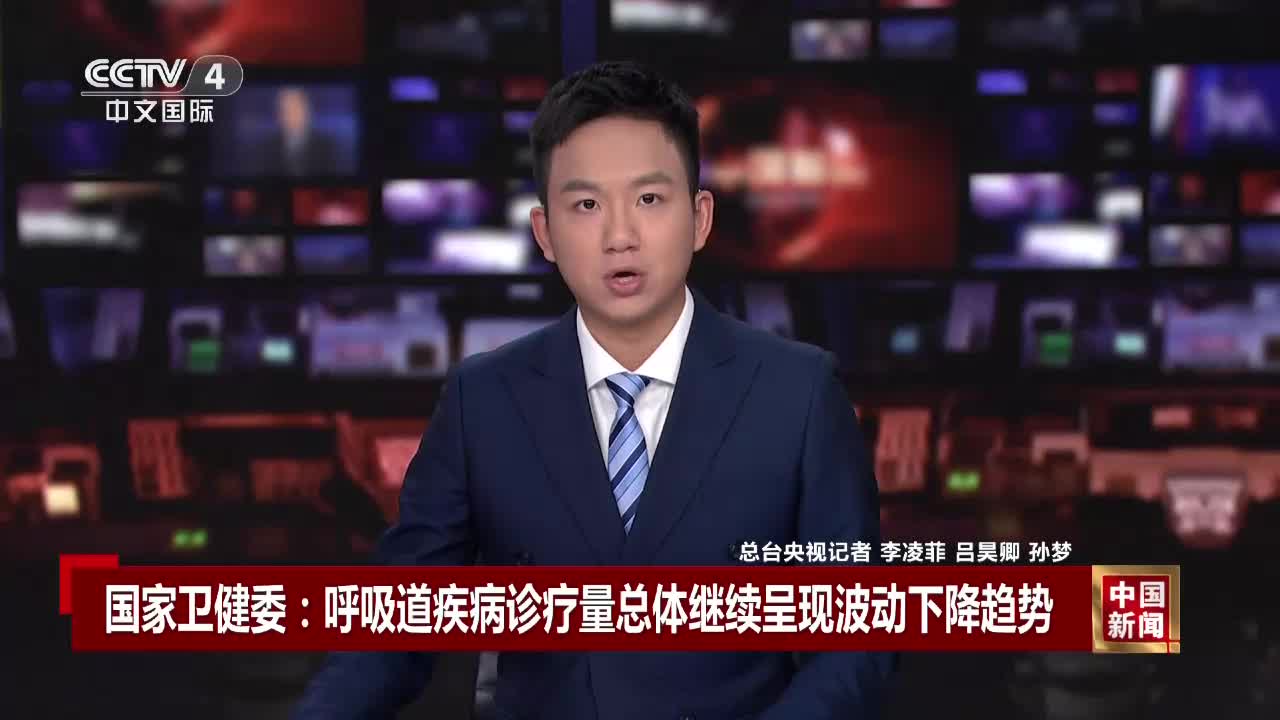 CCTV 4
中文国际
总台央视记者 李凌菲 吕昊卿 孙梦
国家卫健委：呼吸道疾病诊疗量总体继续呈现波动下降趋势
中国
新闻